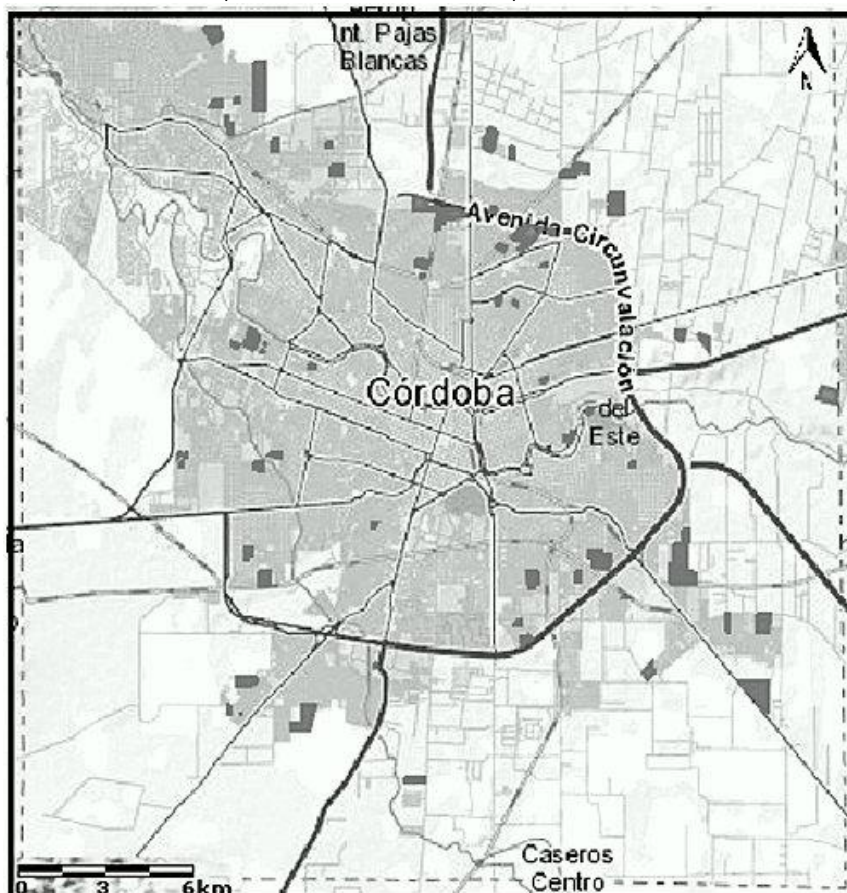 Int. Pajas
Blancas
N
Avenida Circunvalación
Córdoba
del
Este
Caseros
Centro
0 3 6km